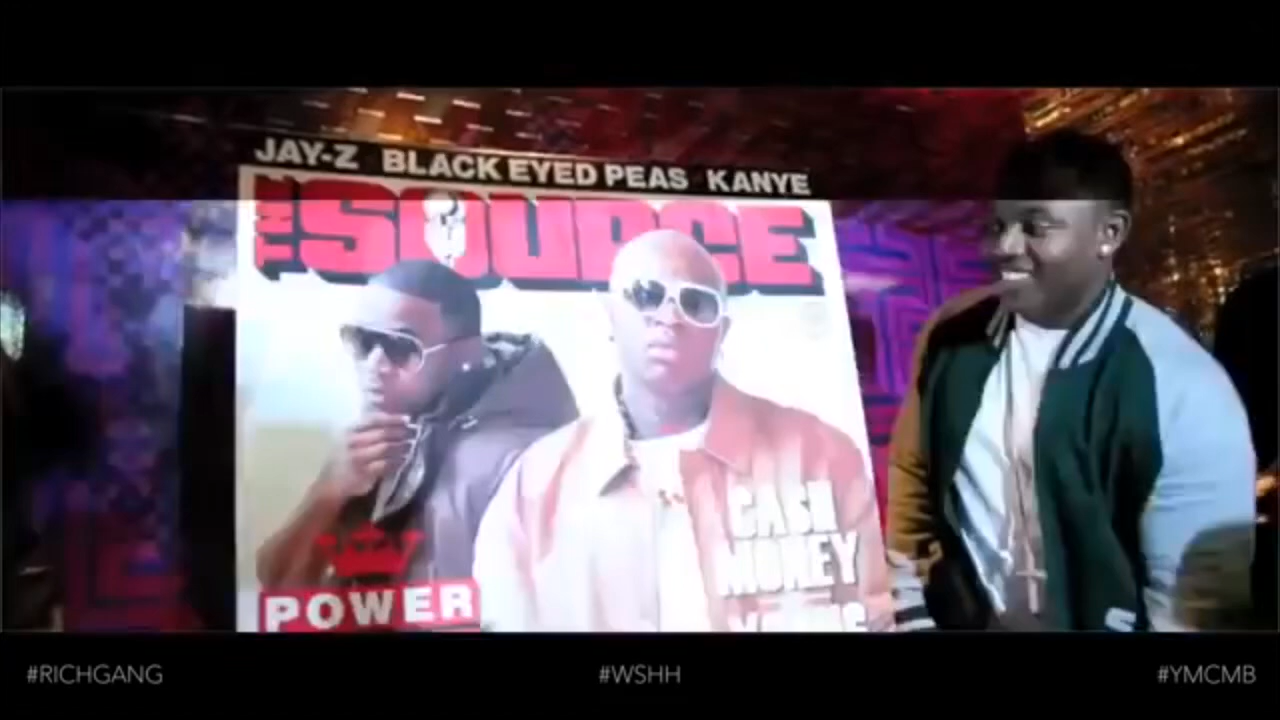 JAY-Z BLACK EYED PEAS KANYE
THE SOURCE
CASH
MONEY
POWER
#RICHGANG #WSHH #YMCMB